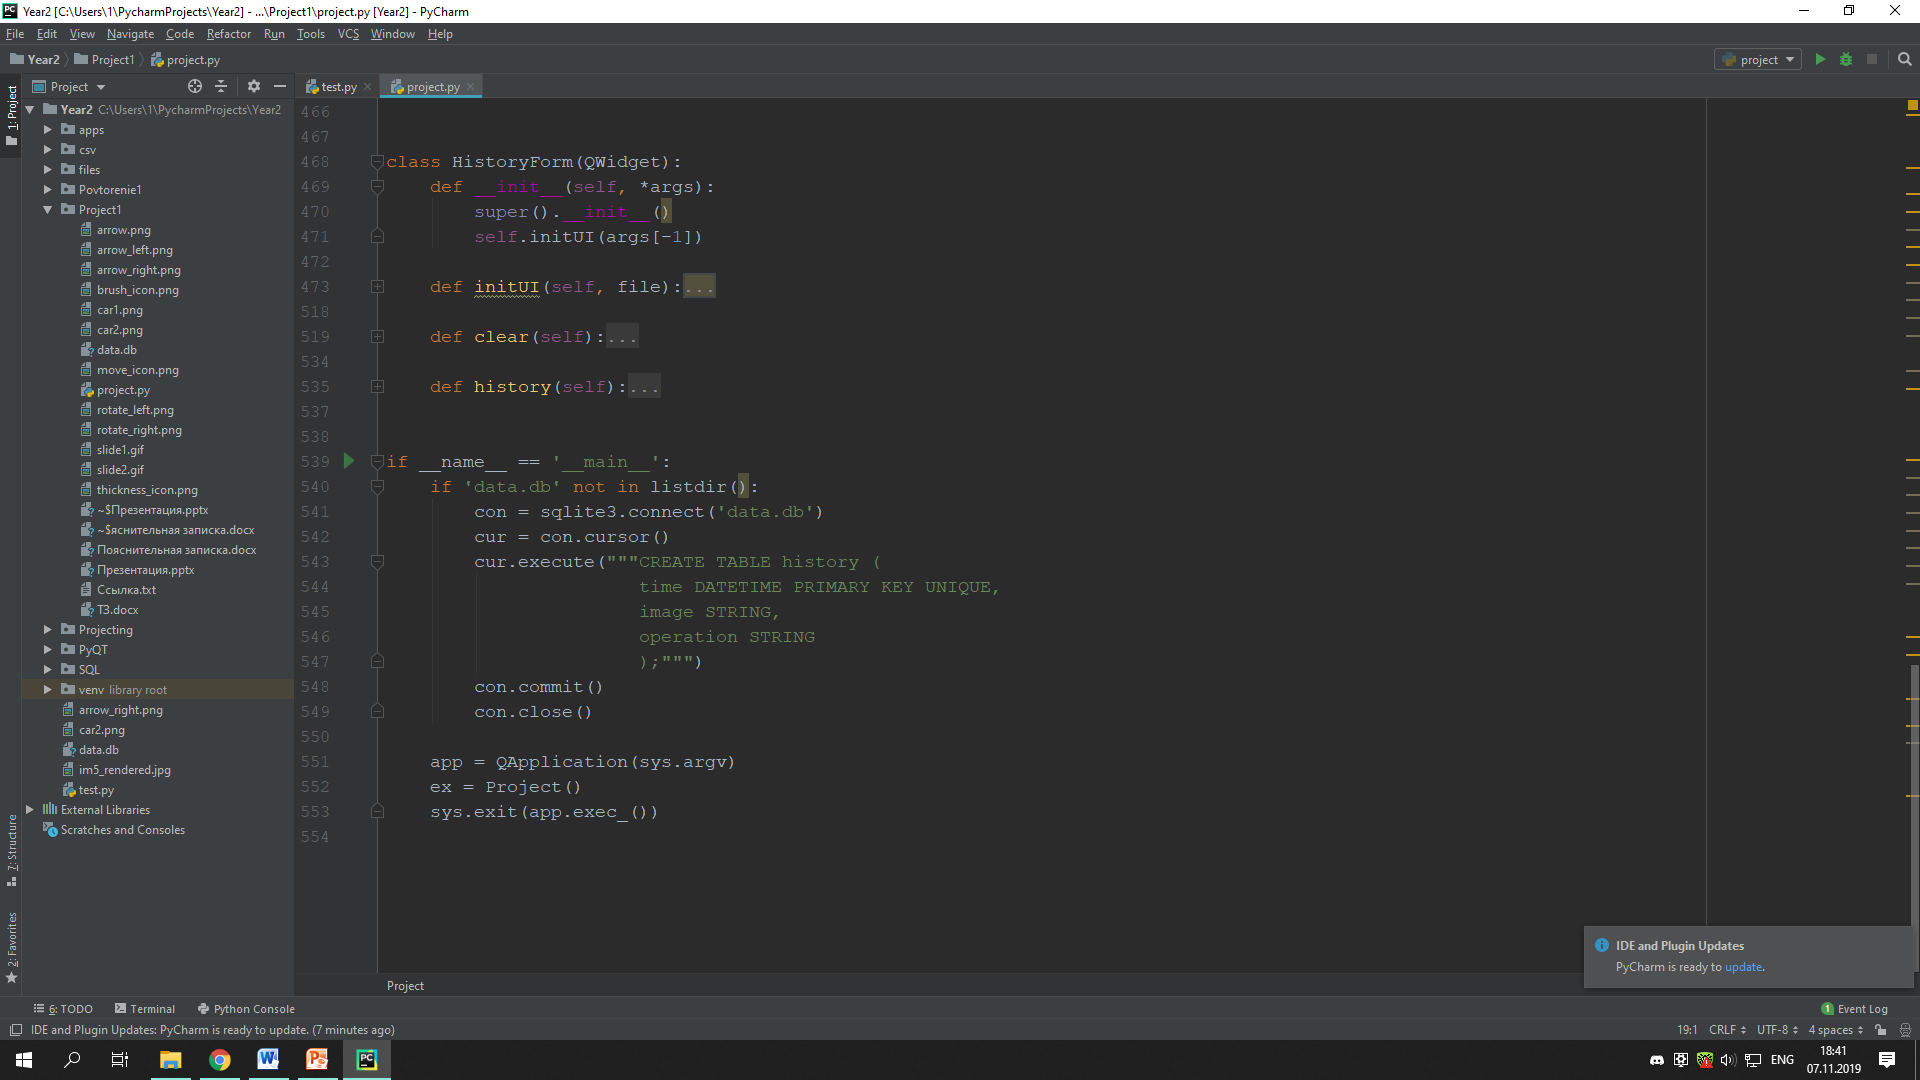 Year2 [C:\Users\1\PycharmProjects\Year2] - ...\Project1\project.py [Year2] - PyCharm
File Edit View Navigate Code Refactor Run Tools VCS Window Help
Year2 Project1 project.py project
Project test.py project.py
1: Project
Year2 C:\Users\1\PycharmProjects\Year2
apps
csv
files
Povtorenie1
Project1
arrow.png
arrow_left.png
arrow_right.png
brush_icon.png
car1.png
car2.png
data.db
move_icon.png
project.py
rotate_left.png
rotate_right.png
slide1.gif
slide2.gif
thickness_icon.png
~$Презентация.pptx
~$яснительная записка.docx
Пояснительная записка.docx
Презентация.pptx
Ссылка.txt
ТЗ.docx
Projecting
PyQT
SQL
venv library root
arrow_right.png
car2.png
data.db
im5_rendered.jpg
test.py
External Libraries
Scratches and Consoles
7: Structure
2: Favorites
466
467
468 class HistoryForm(QWidget):
469 def __init__(self, *args):
470 super().__init__()
471 self.initUI(args[-1])
472
473 def initUI(self, file):...
518
519 def clear(self):...
534
535 def history(self):...
537
538
539 if __name__ == '__main__':
540 if 'data.db' not in listdir():
541 con = sqlite3.connect('data.db')
542 cur = con.cursor()
543 cur.execute("""CREATE TABLE history (
544 time DATETIME PRIMARY KEY UNIQUE,
545 image STRING,
546 operation STRING
547 );""")
548 con.commit()
549 con.close()
550
551 app = QApplication(sys.argv)
552 ex = Project()
553 sys.exit(app.exec_())
554
IDE and Plugin Updates
PyCharm is ready to update.
Project
6: TODO Terminal Python Console 1 Event Log
IDE and Plugin Updates: PyCharm is ready to update. (7 minutes ago) 19:1 CRLF UTF-8 4 spaces
PC ENG 18:41
07.11.2019